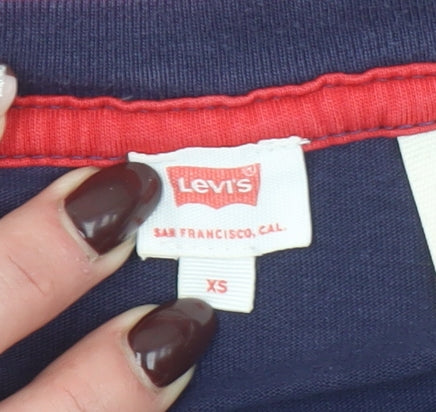 Levi's
SAN FRANCISCO, CAL.
XS